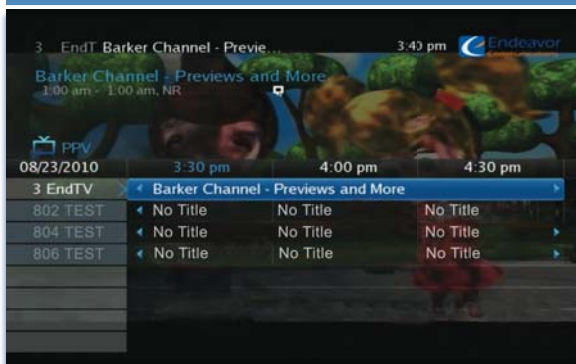 3 EndT Barker Channel - Previe... 3:40 pm Endeavor
Communications
Barker Channel - Previews and More
1:00 am - 1:00 am, NR
PPV
08/23/2010 3:30 pm 4:00 pm 4:30 pm
3 EndTV Barker Channel - Previews and More
802 TEST No Title No Title No Title
804 TEST No Title No Title No Title
806 TEST No Title No Title No Title